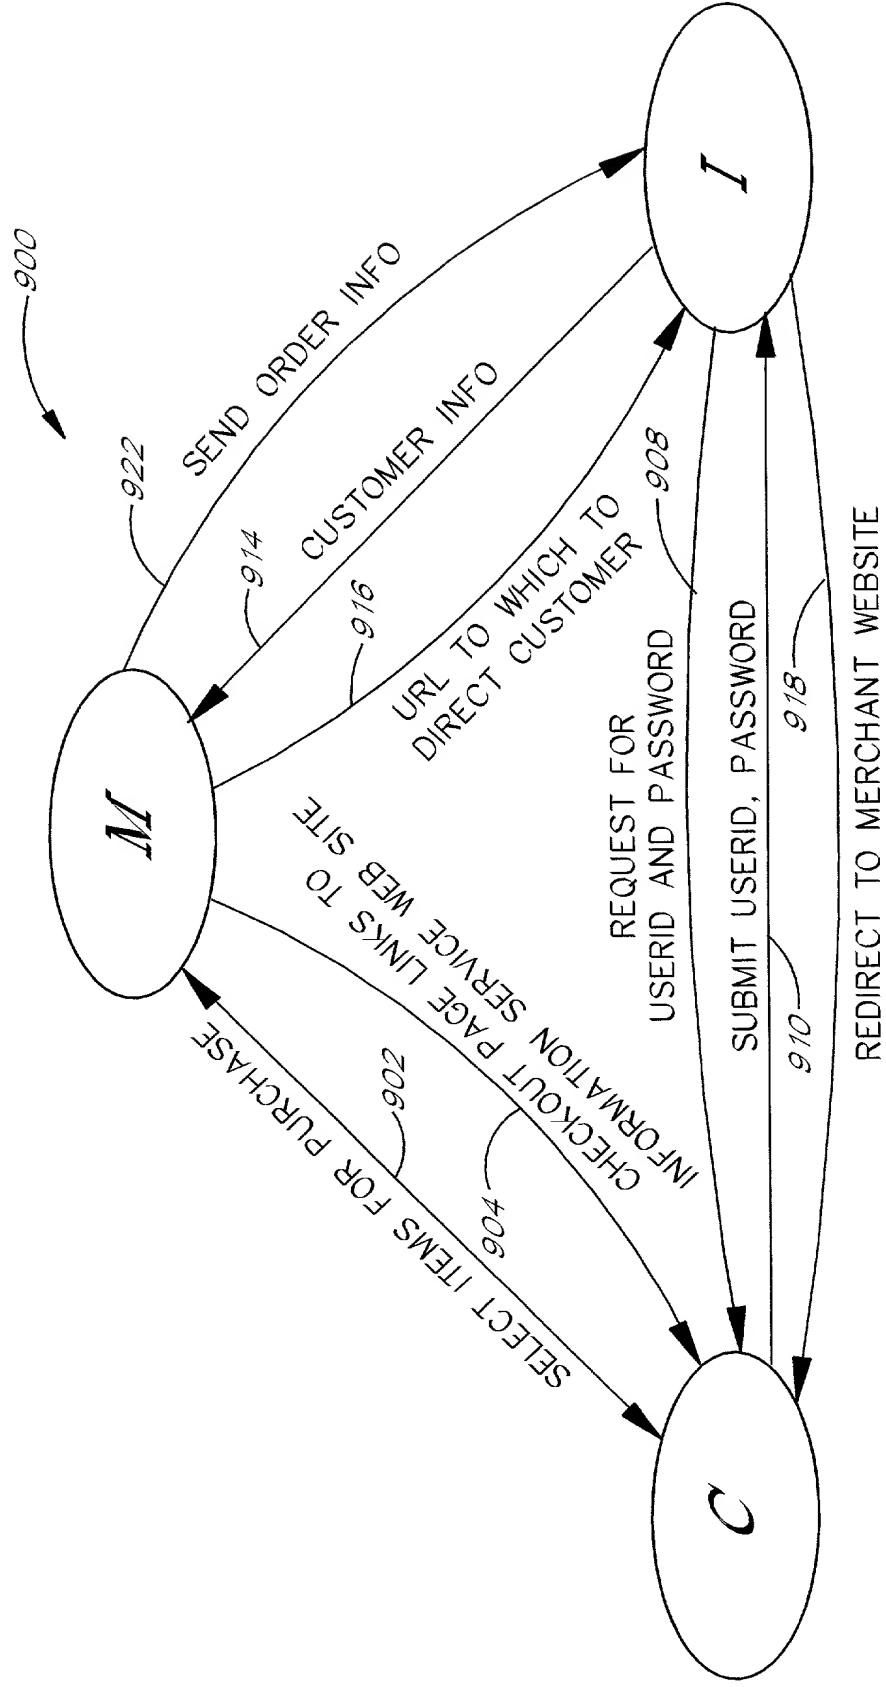 900
M
922
SEND ORDER INFO
914
CUSTOMER INFO
916
URL TO WHICH TO
DIRECT CUSTOMER
SELECT ITEMS FOR PURCHASE
902
904
CHECKOUT PAGE LINKS TO
INFORMATION SERVICE WEB SITE
REQUEST FOR
USERID AND PASSWORD
908
SUBMIT USERID, PASSWORD
910
918
REDIRECT TO MERCHANT WEBSITE
C
I